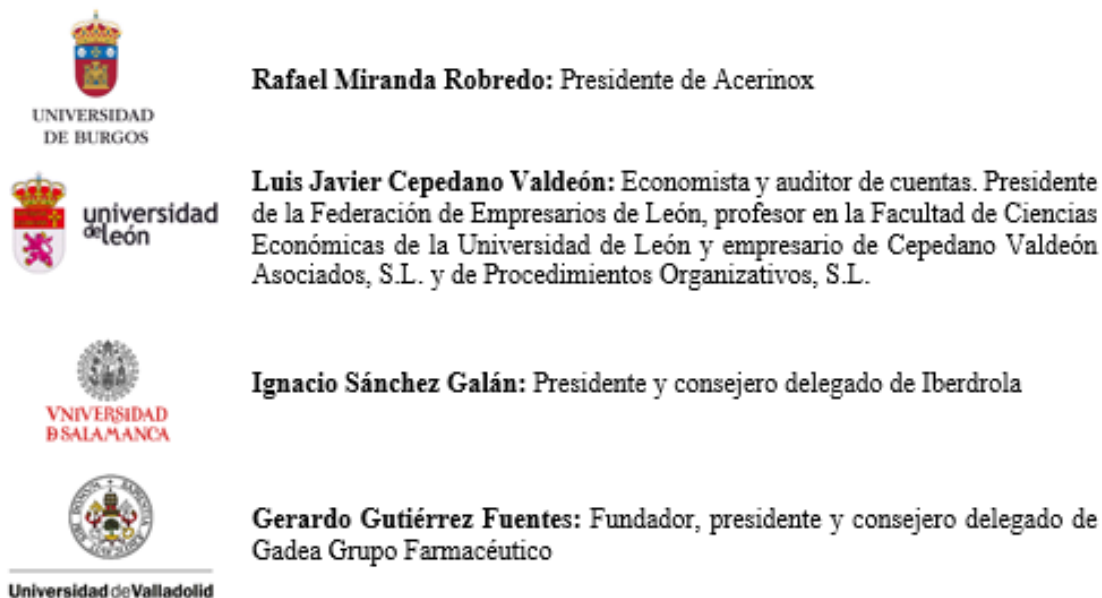 UNIVERSIDAD
DE BURGOS
Rafael Miranda Robredo: Presidente de Acerinox
universidad
de león
Luis Javier Cepedano Valdeón: Economista y auditor de cuentas. Presidente
de la Federación de Empresarios de León, profesor en la Facultad de Ciencias
Económicas de la Universidad de León y empresario de Cepedano Valdeón
Asociados, S.L. y de Procedimientos Organizativos, S.L.
VNIVERSIDAD
D SALAMANCA
Ignacio Sánchez Galán: Presidente y consejero delegado de Iberdrola
Gerardo Gutiérrez Fuentes: Fundador, presidente y consejero delegado de
Gadea Grupo Farmacéutico
Universidad de Valladolid